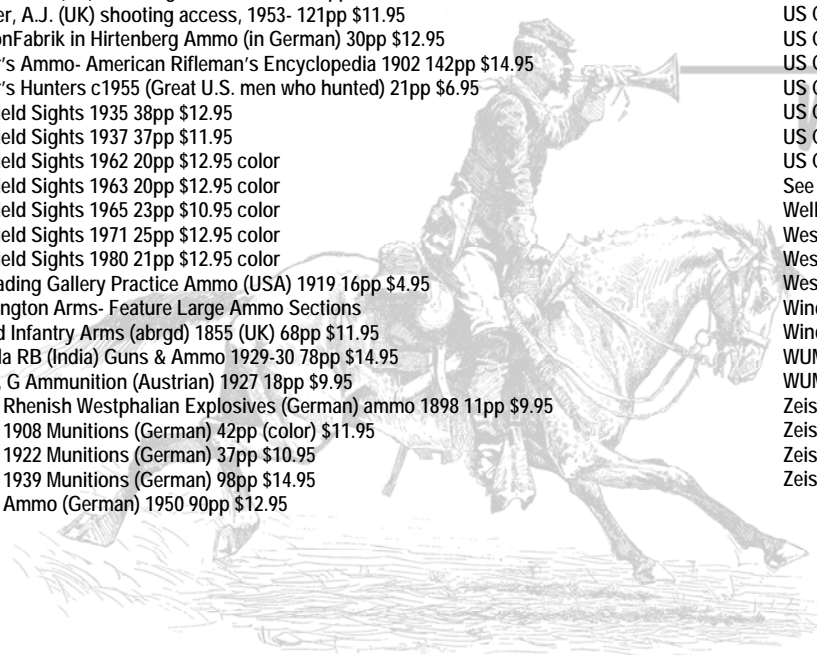 er, A.J. (UK) shooting access, 1953- 121pp $11.95
onFabrik in Hirtenberg Ammo (in German) 30pp $12.95
's Ammo- American Rifleman's Encyclopedia 1902 142pp $14.95
's Hunters c1955 (Great U.S. men who hunted) 21pp $6.95
ield Sights 1935 38pp $12.95
ield Sights 1937 37pp $11.95
ield Sights 1962 20pp $12.95 color
ield Sights 1963 20pp $12.95 color
ield Sights 1965 23pp $10.95 color
ield Sights 1971 25pp $12.95 color
ield Sights 1980 21pp $12.95 color
ading Gallery Practice Ammo (USA) 1919 16pp $4.95
ington Arms- Feature Large Ammo Sections
d Infantry Arms (abrgd) 1855 (UK) 68pp $11.95
la RB (India) Guns & Ammo 1929-30 78pp $14.95
, G Ammunition (Austrian) 1927 18pp $9.95
Rhenish Westphalian Explosives (German) ammo 1898 11pp $9.95
1908 Munitions (German) 42pp (color) $11.95
1922 Munitions (German) 37pp $10.95
1939 Munitions (German) 98pp $14.95
Ammo (German) 1950 90pp $12.95
US
US
US
US
US
US
US
See
Well
Wes
Wes
Wes
Win
Win
WUM
WUM
Zeis
Zeis
Zeis
Zeis